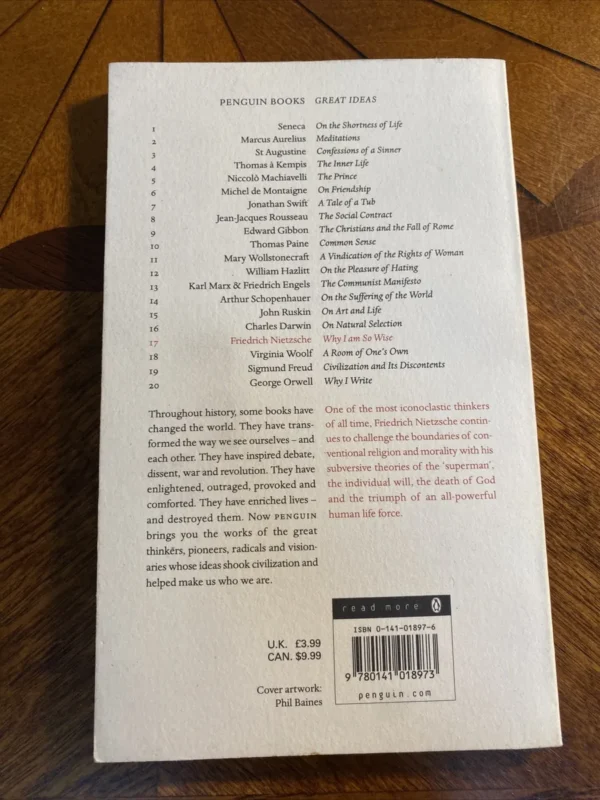 PENGUIN BOOKS GREAT IDEAS
1 Seneca On the Shortness of Life
2 Marcus Aurelius Meditations
3 St Augustine Confessions of a Sinner
4 Thomas à Kempis The Inner Life
5 Niccolò Machiavelli The Prince
6 Michel de Montaigne On Friendship
7 Jonathan Swift A Tale of a Tub
8 Jean-Jacques Rousseau The Social Contract
9 Edward Gibbon The Christians and the Fall of Rome
10 Thomas Paine Common Sense
11 Mary Wollstonecraft A Vindication of the Rights of Woman
12 William Hazlitt On the Pleasure of Hating
13 Karl Marx & Friedrich Engels The Communist Manifesto
14 Arthur Schopenhauer On the Suffering of the World
15 John Ruskin On Art and Life
16 Charles Darwin On Natural Selection
17 Friedrich Nietzsche Why I am So Wise
18 Virginia Woolf A Room of One's Own
19 Sigmund Freud Civilization and Its Discontents
20 George Orwell Why I Write
Throughout history, some books have
changed the world. They have trans-
formed the way we see ourselves – and
each other. They have inspired debate,
dissent, war and revolution. They have
enlightened, outraged, provoked and
comforted. They have enriched lives –
and destroyed them. Now PENGUIN
brings you the works of the great
thinkers, pioneers, radicals and vision-
aries whose ideas shook civilization and
helped make us who we are.
One of the most iconoclastic thinkers
of all time, Friedrich Nietzsche contin-
ues to challenge the boundaries of con-
ventional religion and morality with his
subversive theories of the 'superman',
the individual will, the death of God
and the triumph of an all-powerful
human life force.
read more
ISBN 0-141-01897-6
9 780141 018973
penguin.com
U.K. £3.99
CAN. $9.99
Cover artwork:
Phil Baines